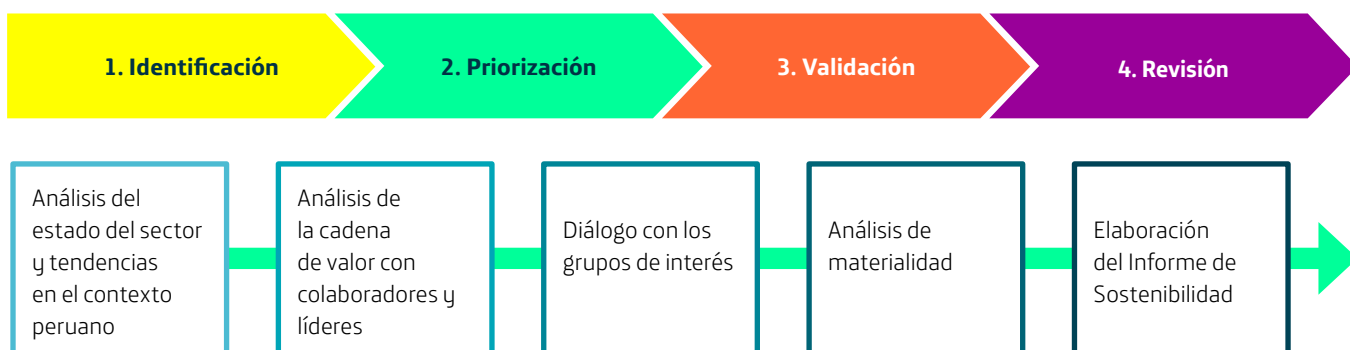 1. Identificación
2. Priorización
3. Validación
4. Revisión
Análisis del
estado del sector
y tendencias
en el contexto
peruano
Análisis de
la cadena
de valor con
colaboradores y
líderes
Diálogo con los
grupos de interés
Análisis de
materialidad
Elaboración
del Informe de
Sostenibilidad